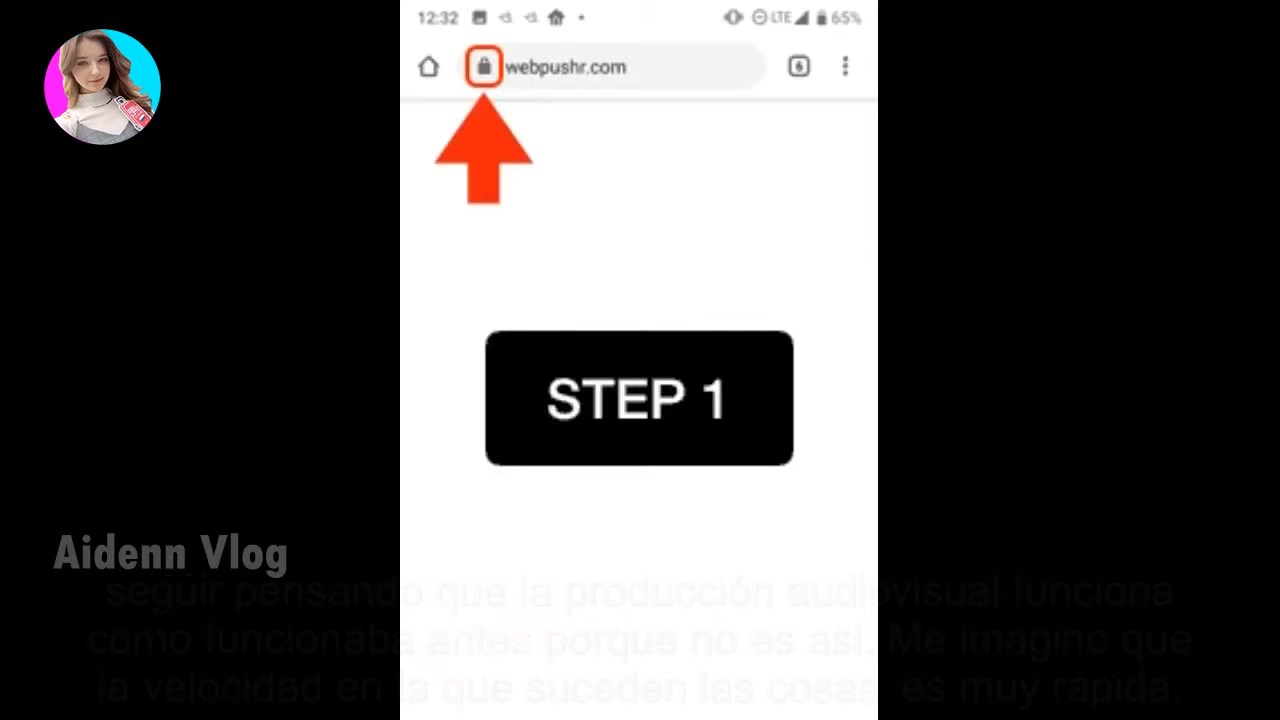 12:32
LTE
65%
webpushr.com
6
STEP 1
Aidenn Vlog
seguir pensando que la producción audiovisual funciona
como funcionaba antes porque no es así. Me imagino que
la velocidad en la que suceden las cosas, es muy rápida.